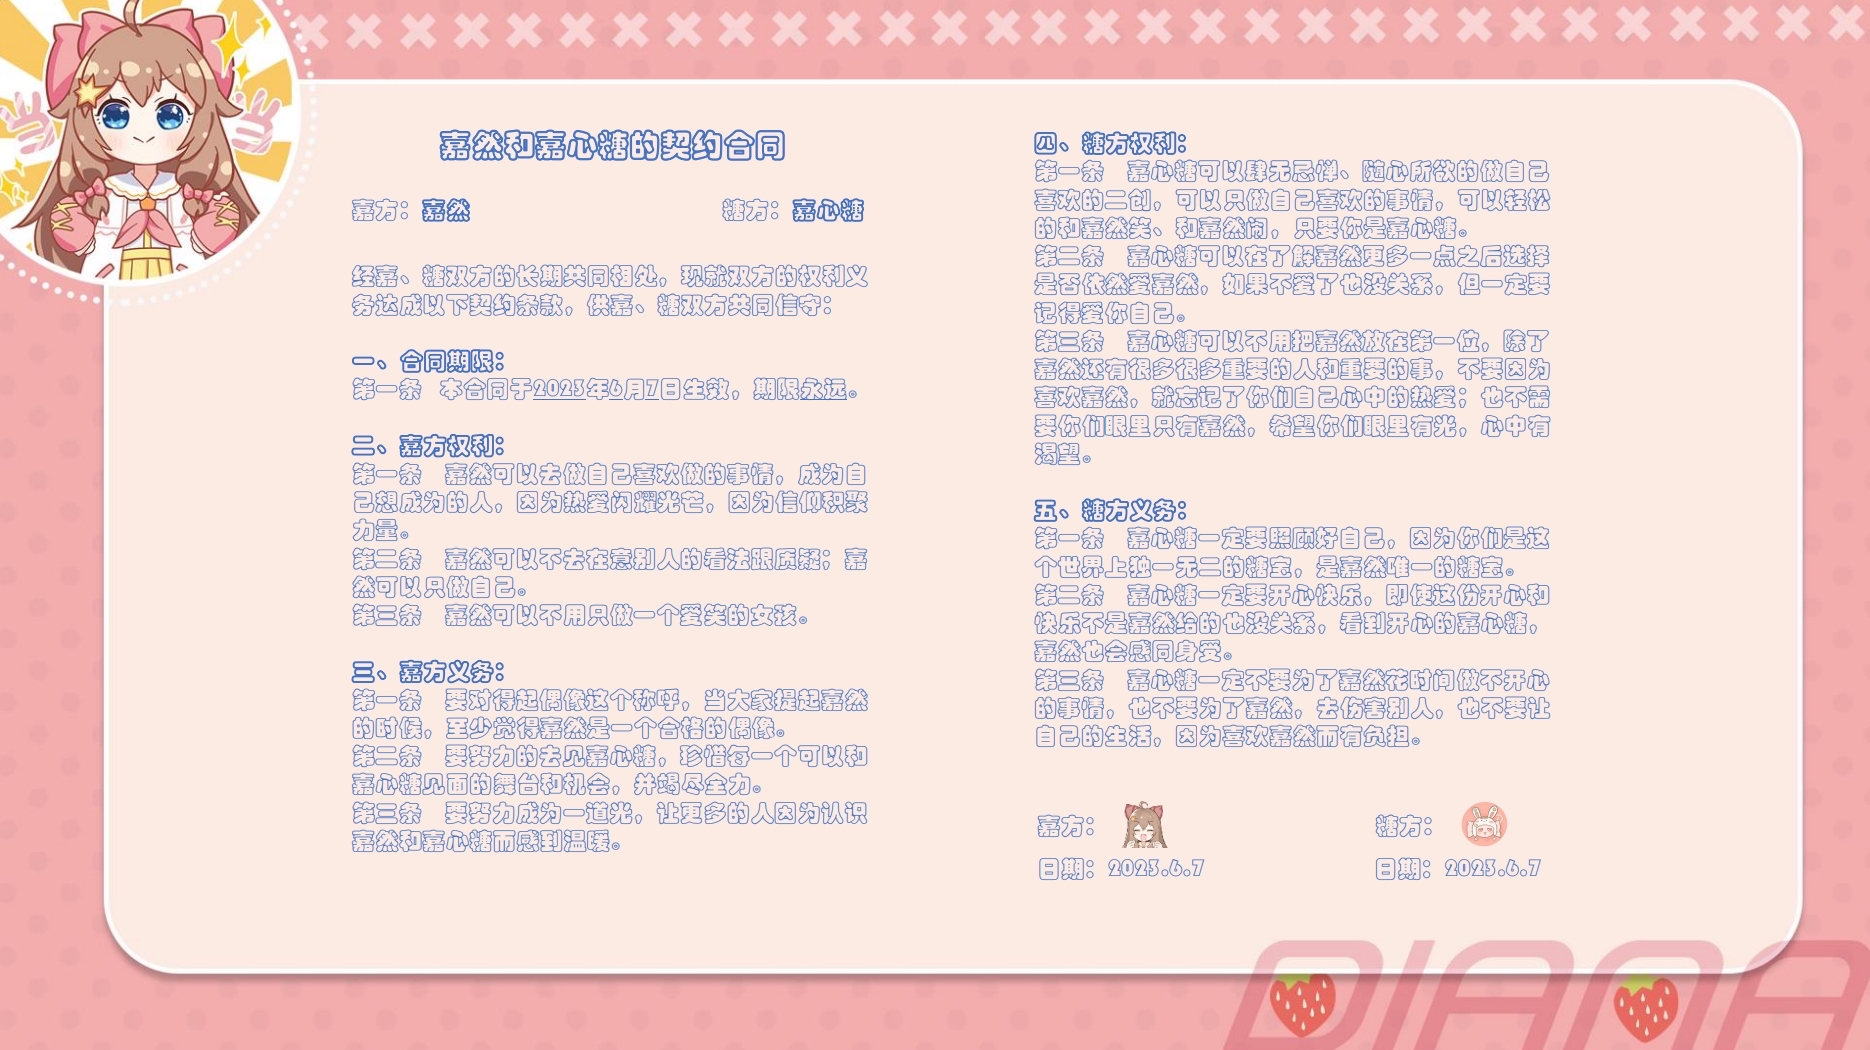 嘉然和嘉心糖的契约合同
嘉方：嘉然 糖方：嘉心糖
经嘉、糖双方的长期共同相处，现就双方的权利义
务达成以下契约条款，供嘉、糖双方共同信守：
一、合同期限：
第一条 本合同于2023年6月7日生效，期限永远。
二、嘉方权利：
第一条 嘉然可以去做自己喜欢做的事情，成为自
己想成为的人，因为热爱闪耀光芒，因为信仰积聚
力量。
第二条 嘉然可以不去在意别人的看法跟质疑；嘉
然可以只做自己。
第三条 嘉然可以不用只做一个爱笑的女孩。
三、嘉方义务：
第一条 要对得起偶像这个称呼，当大家提起嘉然
的时候，至少觉得嘉然是一个合格的偶像。
第二条 要努力的去见嘉心糖，珍惜每一个可以和
嘉心糖见面的舞台和机会，并竭尽全力。
第三条 要努力成为一道光，让更多的人因为认识
嘉然和嘉心糖而感到温暖。
四、糖方权利：
第一条 嘉心糖可以肆无忌惮、随心所欲的做自己
喜欢的二创，可以只做自己喜欢的事情，可以轻松
的和嘉然笑、和嘉然闹，只要你是嘉心糖。
第二条 嘉心糖可以在了解嘉然更多一点之后选择
是否依然爱嘉然，如果不爱了也没关系，但一定要
记得爱你自己。
第三条 嘉心糖可以不用把嘉然放在第一位，除了
嘉然还有很多很多重要的人和重要的事，不要因为
喜欢嘉然，就忘记了你们自己心中的热爱；也不需
要你们眼里只有嘉然，希望你们眼里有光，心中有
渴望。
五、糖方义务：
第一条 嘉心糖一定要照顾好自己，因为你们是这
个世界上独一无二的糖宝，是嘉然唯一的糖宝。
第二条 嘉心糖一定要开心快乐，即使这份开心和
快乐不是嘉然给的也没关系，看到开心的嘉心糖，
嘉然也会感同身受。
第三条 嘉心糖一定不要为了嘉然花时间做不开心
的事情，也不要为了嘉然，去伤害别人，也不要让
自己的生活，因为喜欢嘉然而有负担。
嘉方： 糖方：
日期：2023.6.7 日期：2023.6.7
DIANA